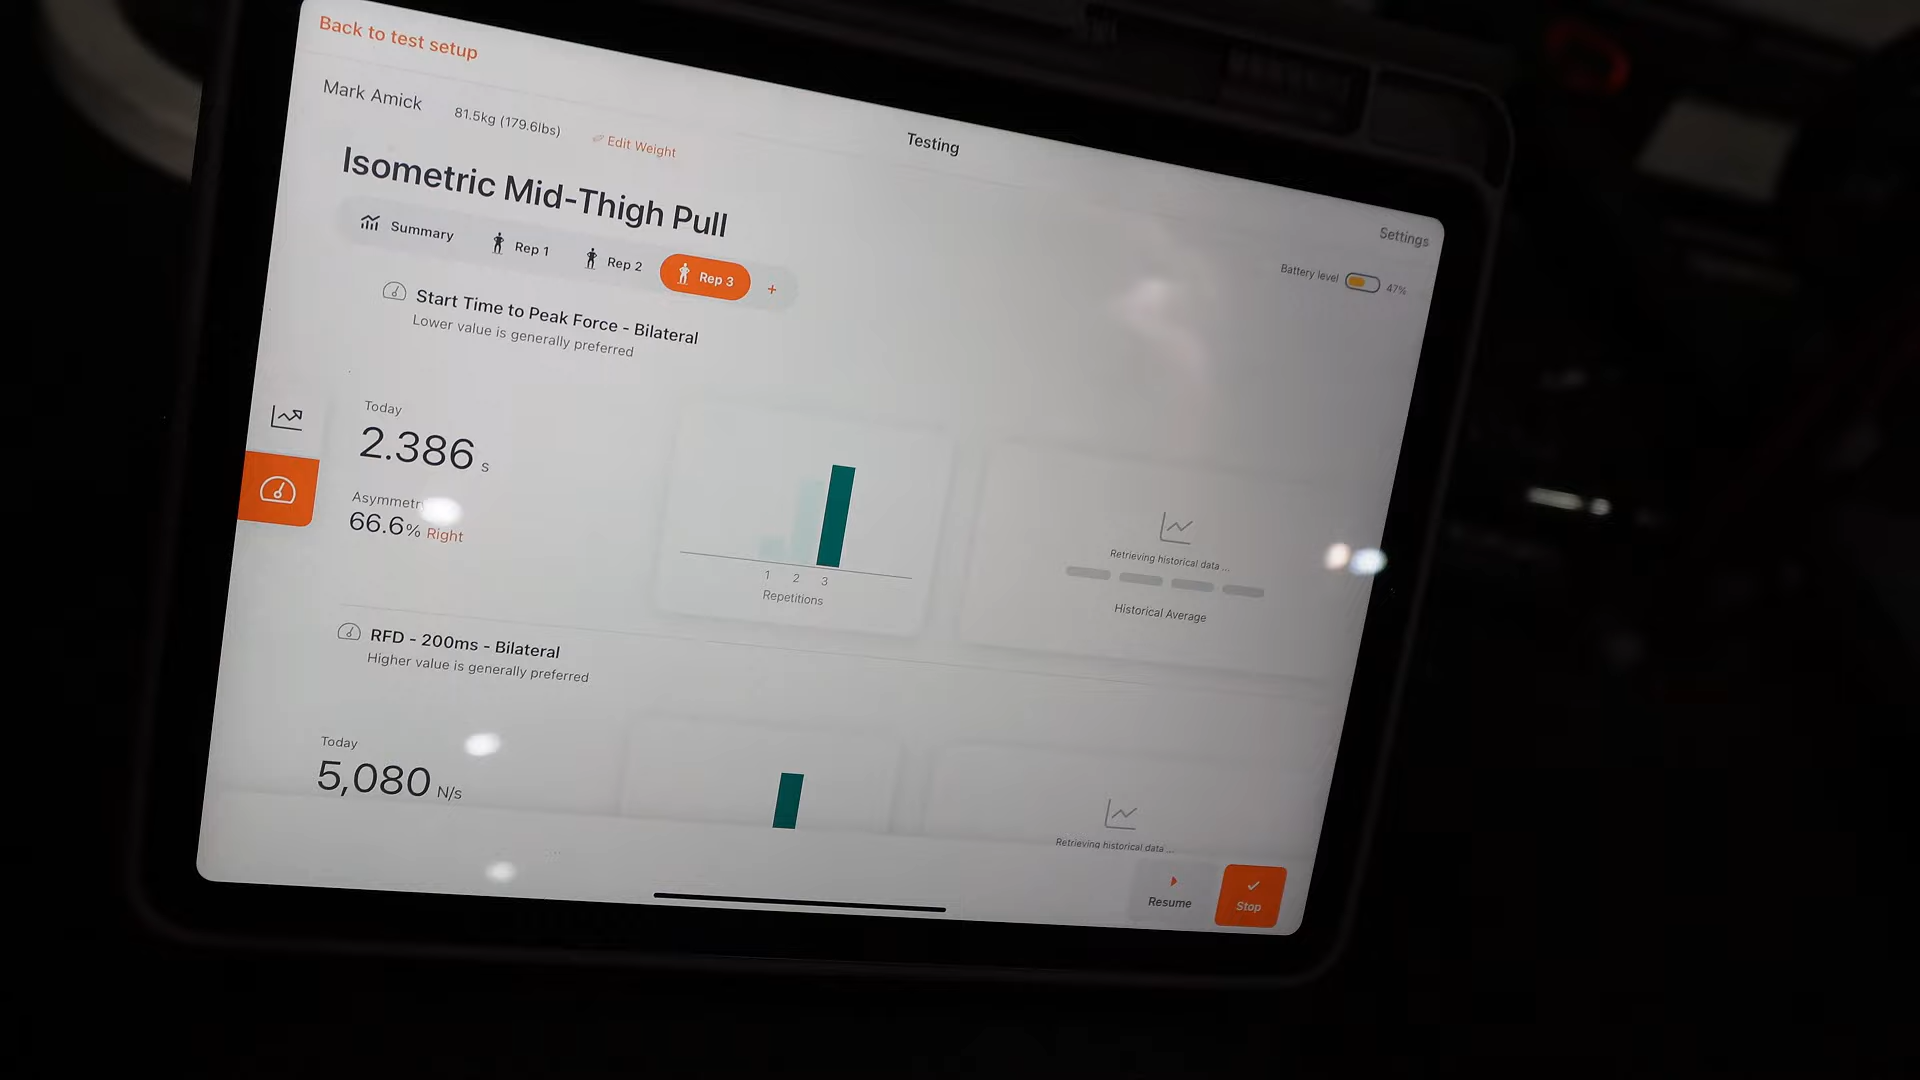 Back to test setup
Mark Amick
81.5kg (179.6lbs)
Edit Weight
Testing
Settings
Isometric Mid-Thigh Pull
Battery level
47%
Summary
Rep 1
Rep 2
Rep 3
+
Start Time to Peak Force - Bilateral
Lower value is generally preferred
Today
2.386 s
Asymmetr
66.6% Right
1 2 3
Repetitions
Retrieving historical data ...
Historical Average
RFD - 200ms - Bilateral
Higher value is generally preferred
Today
5,080 N/s
Retrieving historical data ...
Resume
Stop